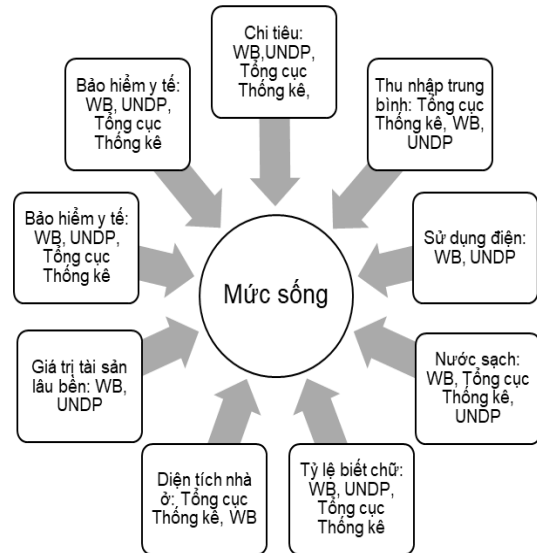 Chi tiêu:
WB,UNDP,
Tổng cục
Thống kê,
Thu nhập trung
bình: Tổng cục
Thống kê, WB,
UNDP
Sử dụng điện:
WB, UNDP
Nước sạch:
WB, Tổng cục
Thống kê,
UNDP
Tỷ lệ biết chữ:
WB, UNDP,
Tổng cục
Thống kê
Diện tích nhà
ở: Tổng cục
Thống kê, WB
Giá trị tài sản
lâu bền: WB,
UNDP
Bảo hiểm y tế:
WB, UNDP,
Tổng cục
Thống kê
Bảo hiểm y tế:
WB, UNDP,
Tổng cục
Thống kê
Mức sống